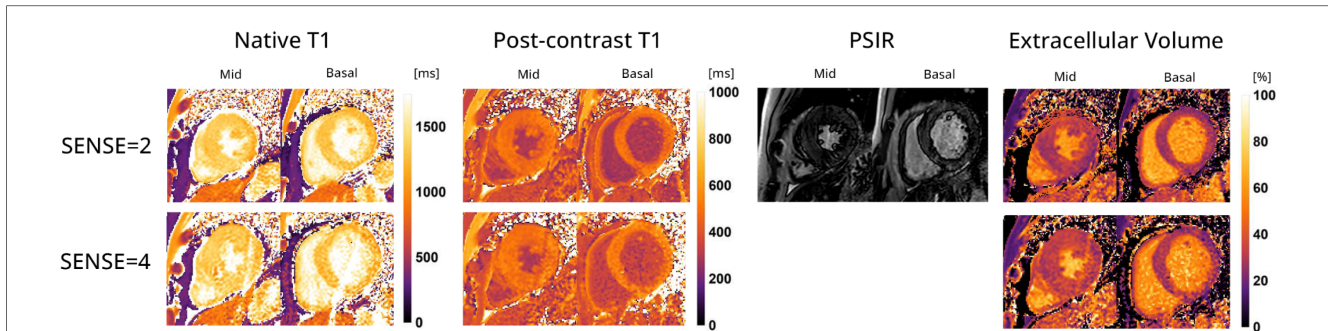 Native T1
Post-contrast T1
PSIR
Extracellular Volume
Mid Basal [ms]
Mid Basal [ms]
Mid Basal
Mid Basal [%]
SENSE=2
SENSE=4
1500
1000
500
0
1000
800
600
400
200
0
100
80
60
40
20
0